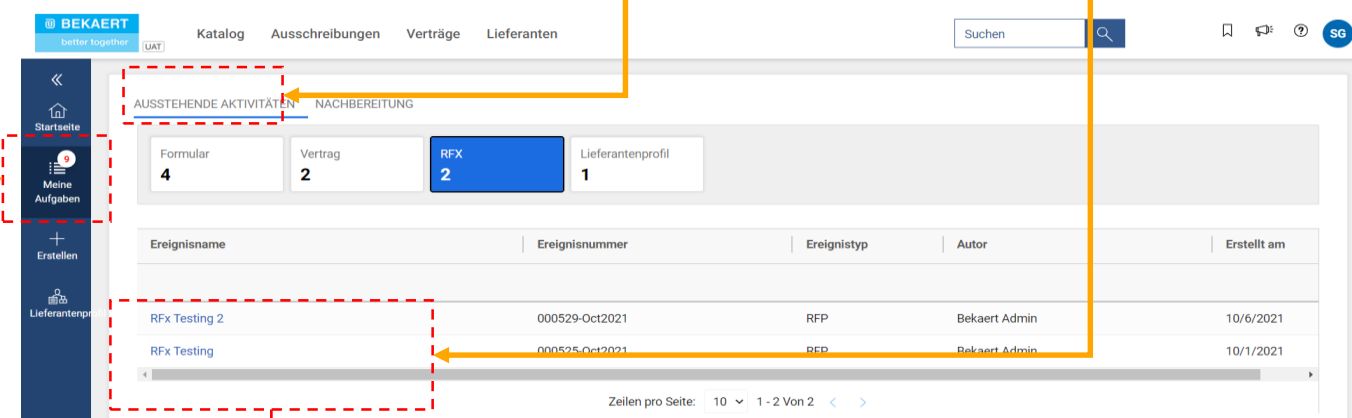 BEKAERT
better together
UAT
Katalog Ausschreibungen Verträge Lieferanten
Suchen
SG
Startseite
9
Meine
Aufgaben
Erstellen
Lieferantenpr
AUSSTEHENDE AKTIVITÄTEN NACHBEREITUNG
Formular Vertrag RFX Lieferantenprofil
4 2 2 1
Ereignisname Ereignisnummer Ereignistyp Autor Erstellt am
RFx Testing 2 000529-Oct2021 RFP Bekaert Admin 10/6/2021
RFx Testing 000525-Oct2021 RFP Bekaert Admin 10/1/2021
Zeilen pro Seite: 10 1 - 2 Von 2